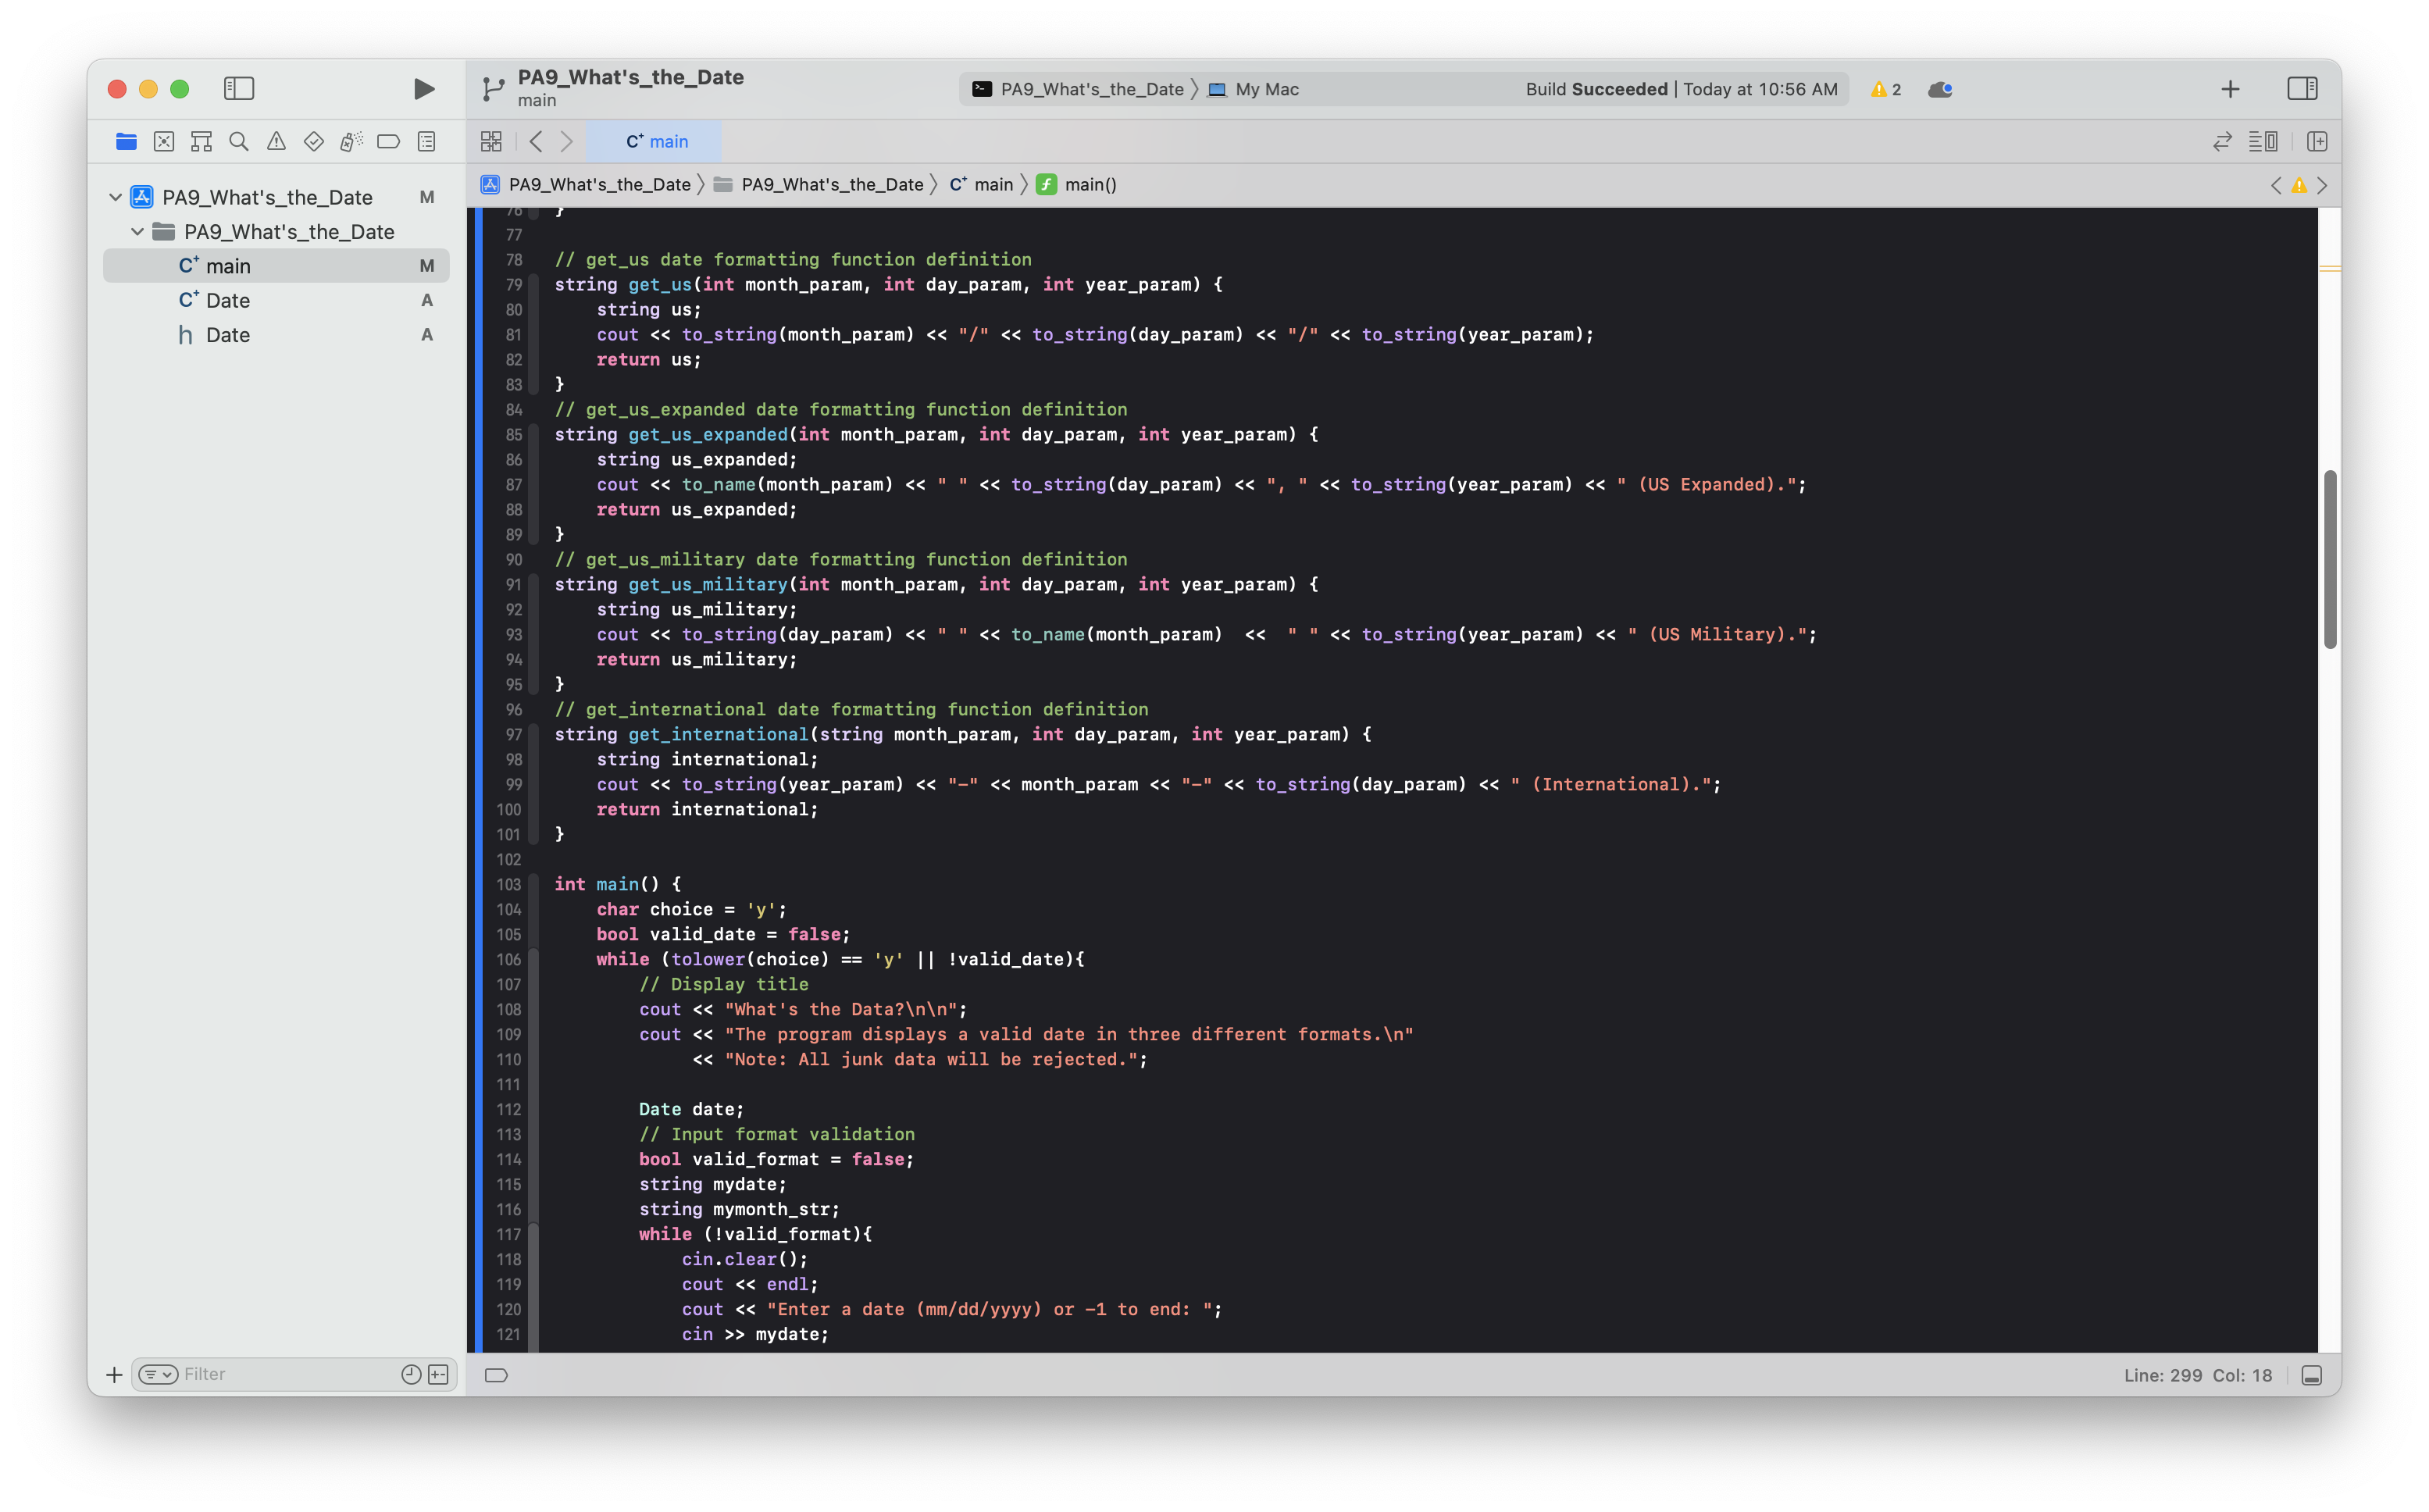 PA9_What's_the_Date
main
PA9_What's_the_Date
My Mac
Build Succeeded | Today at 10:56 AM
2
main
PA9_What's_the_Date
PA9_What's_the_Date
main
main()
PA9_What's_the_Date M
PA9_What's_the_Date
main M
Date A
h Date A
76 }
77
78 // get_us date formatting function definition
79 string get_us(int month_param, int day_param, int year_param) {
80     string us;
81     cout << to_string(month_param) << "/" << to_string(day_param) << "/" << to_string(year_param);
82     return us;
83 }
84 // get_us_expanded date formatting function definition
85 string get_us_expanded(int month_param, int day_param, int year_param) {
86     string us_expanded;
87     cout << to_name(month_param) << " " << to_string(day_param) << ", " << to_string(year_param) << " (US Expanded).";
88     return us_expanded;
89 }
90 // get_us_military date formatting function definition
91 string get_us_military(int month_param, int day_param, int year_param) {
92     string us_military;
93     cout << to_string(day_param) << " " << to_name(month_param)  <<  " " << to_string(year_param) << " (US Military).";
94     return us_military;
95 }
96 // get_international date formatting function definition
97 string get_international(string month_param, int day_param, int year_param) {
98     string international;
99     cout << to_string(year_param) << "-" << month_param << "-" << to_string(day_param) << " (International).";
100     return international;
101 }
102
103 int main() {
104     char choice = 'y';
105     bool valid_date = false;
106     while (tolower(choice) == 'y' || !valid_date){
107         // Display title
108         cout << "What's the Data?\n\n";
109         cout << "The program displays a valid date in three different formats.\n"
110              << "Note: All junk data will be rejected.";
111
112         Date date;
113         // Input format validation
114         bool valid_format = false;
115         string mydate;
116         string mymonth_str;
117         while (!valid_format){
118             cin.clear();
119             cout << endl;
120             cout << "Enter a date (mm/dd/yyyy) or -1 to end: ";
121             cin >> mydate;
Filter
Line: 299 Col: 18